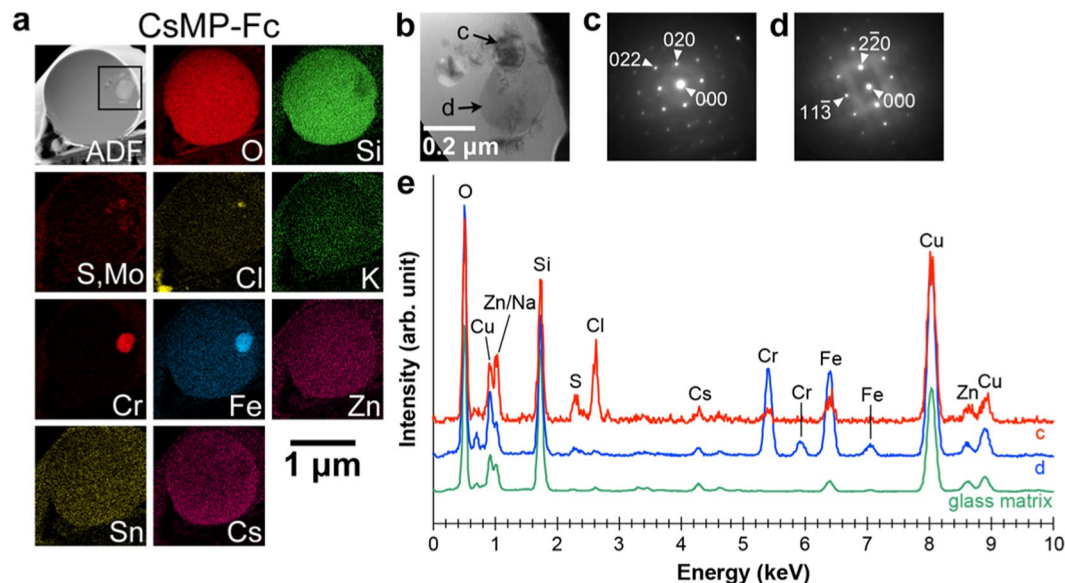 a
CsMP-Fc
ADF
O
Si
S,Mo
Cl
K
Cr
Fe
Zn
Sn
Cs
1 μm
b
c
d
0.2 μm
c
022
020
000
d
22̅0
113̅
000
e
Intensity (arb. unit)
O
Cu
Zn/Na
Si
S
Cl
Cs
Cr
Cr
Fe
Fe
Cu
Zn
Cu
c
d
glass matrix
0 1 2 3 4 5 6 7 8 9 10
Energy (keV)